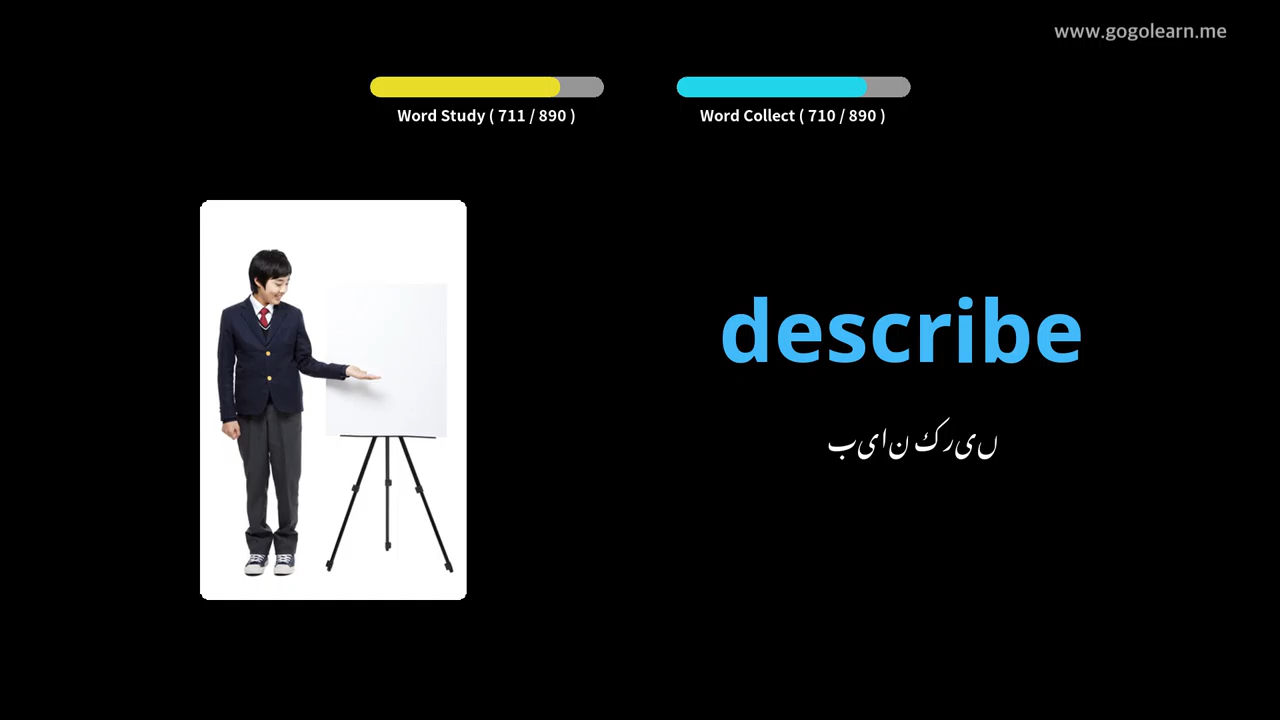 www.gogolearn.me
Word Study ( 711 / 890 )
Word Collect ( 710 / 890 )
describe
بیان کریں